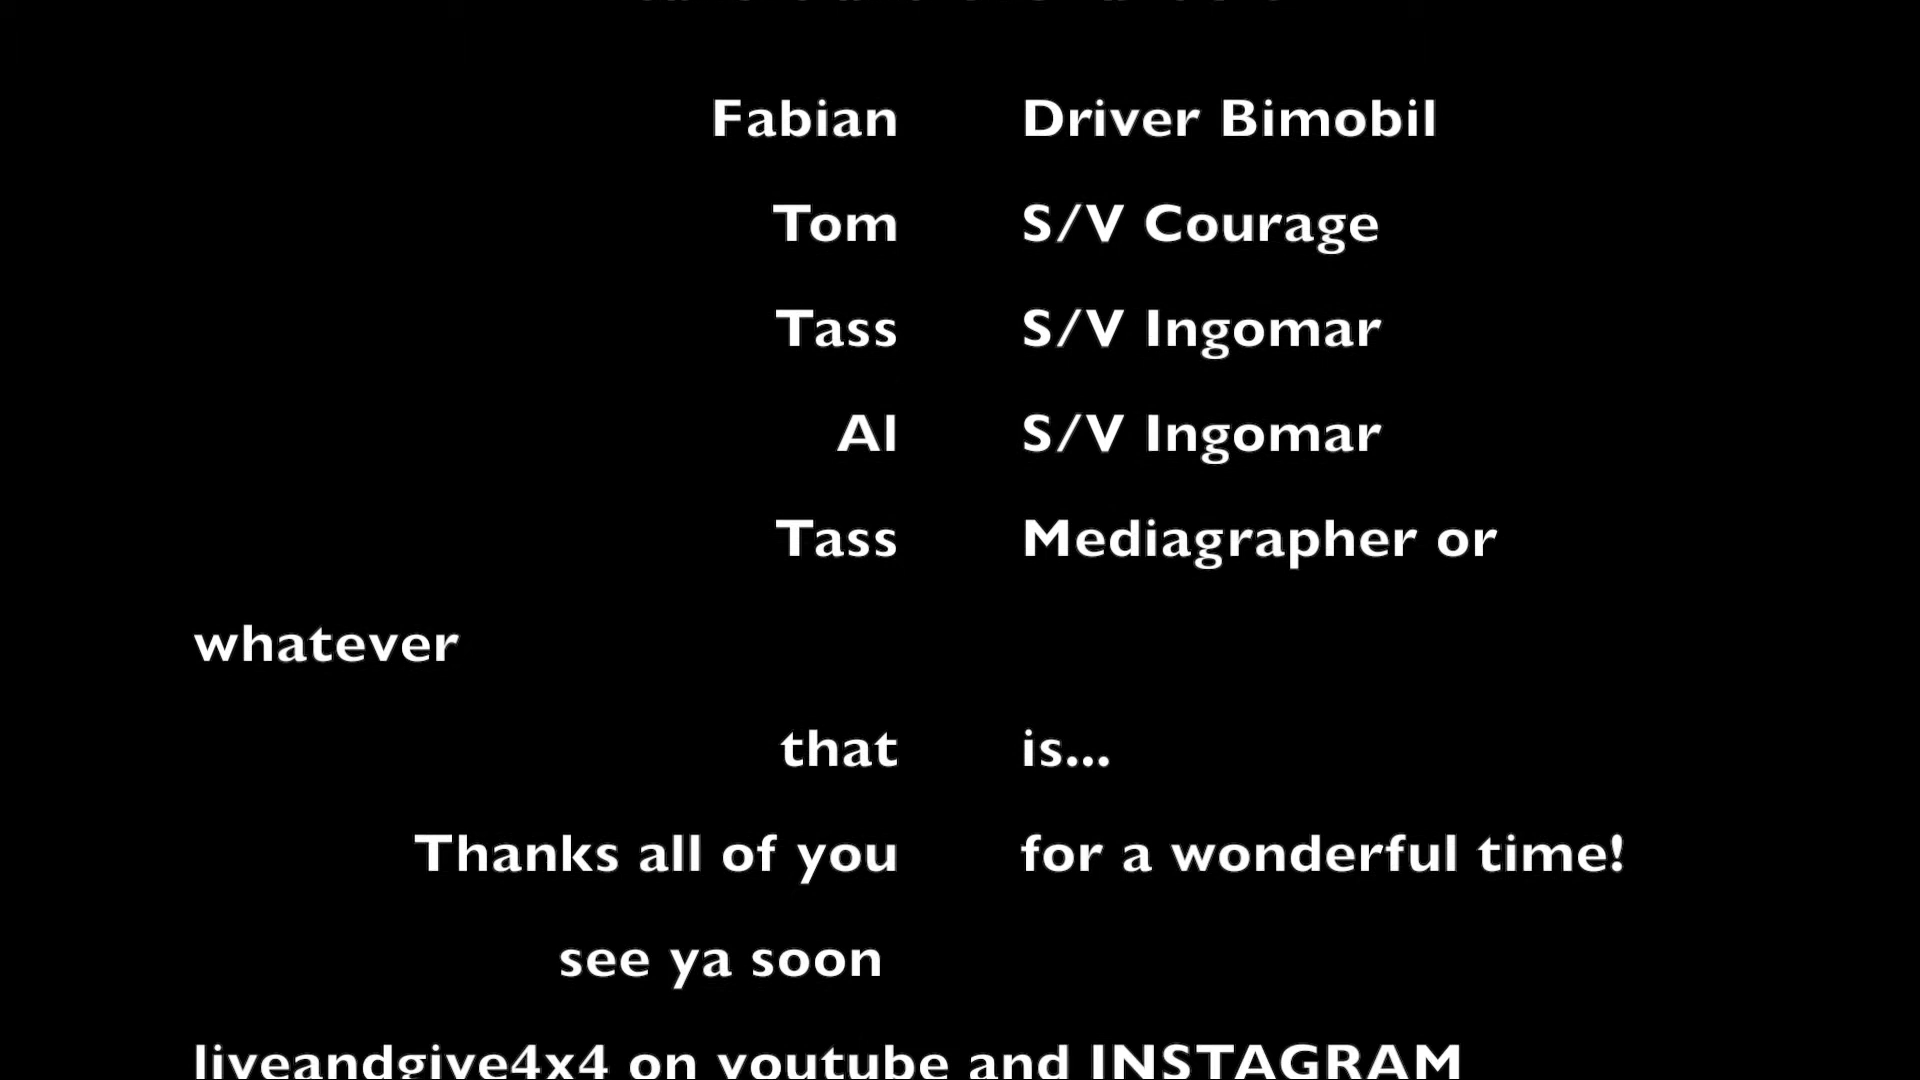 Fabian Driver Bimobil
Tom S/V Courage
Tass S/V Ingomar
Al S/V Ingomar
Tass Mediagrapher or
whatever
that is...
Thanks all of you for a wonderful time!
see ya soon
liveandgive4x4 on youtube and INSTAGRAM